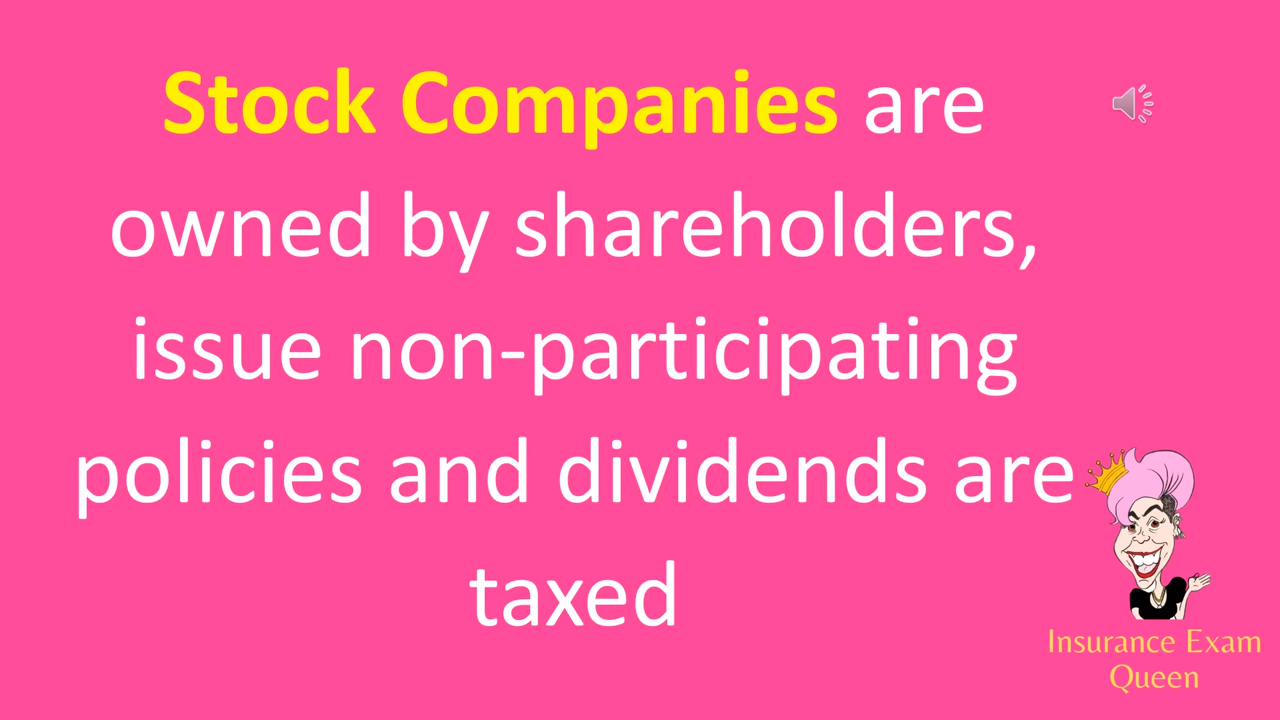 Stock Companies are
owned by shareholders,
issue non-participating
policies and dividends are
taxed
Insurance Exam
Queen